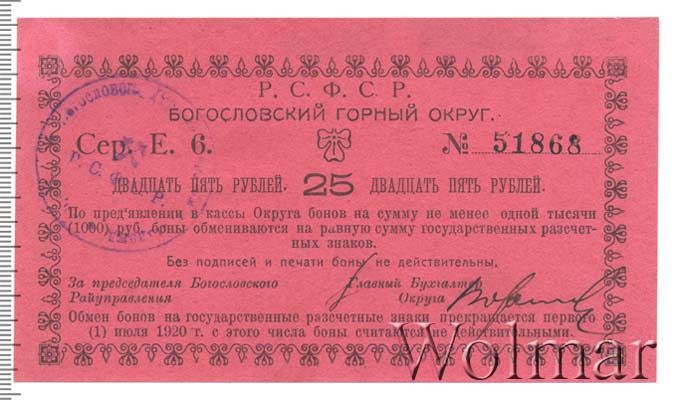 Р. С. Ф. С. Р.
БОГОСЛОВСКИЙ ГОРНЫЙ ОКРУГ.
Сер. Е. 6. № 51868
ДВАДЦАТЬ ПЯТЬ РУБЛЕЙ. 25 ДВАДЦАТЬ ПЯТЬ РУБЛЕЙ.
По пред'явлении в кассы Округа бонов на сумму не менее одной тысячи
(1000) руб. боны обмениваются на равную сумму государственных разсчет-
ных знаков.
Без подписей и печати боны не действительны.
За председателя Богословского Главный Бухгалтер
Райуправления Округа
Обмен бонов на государственные разсчетные знаки прекращается первого
(1) июля 1920 г. с этого числа боны считаются не действительными.
Р. С. Ф. С. Р.
Wolmar